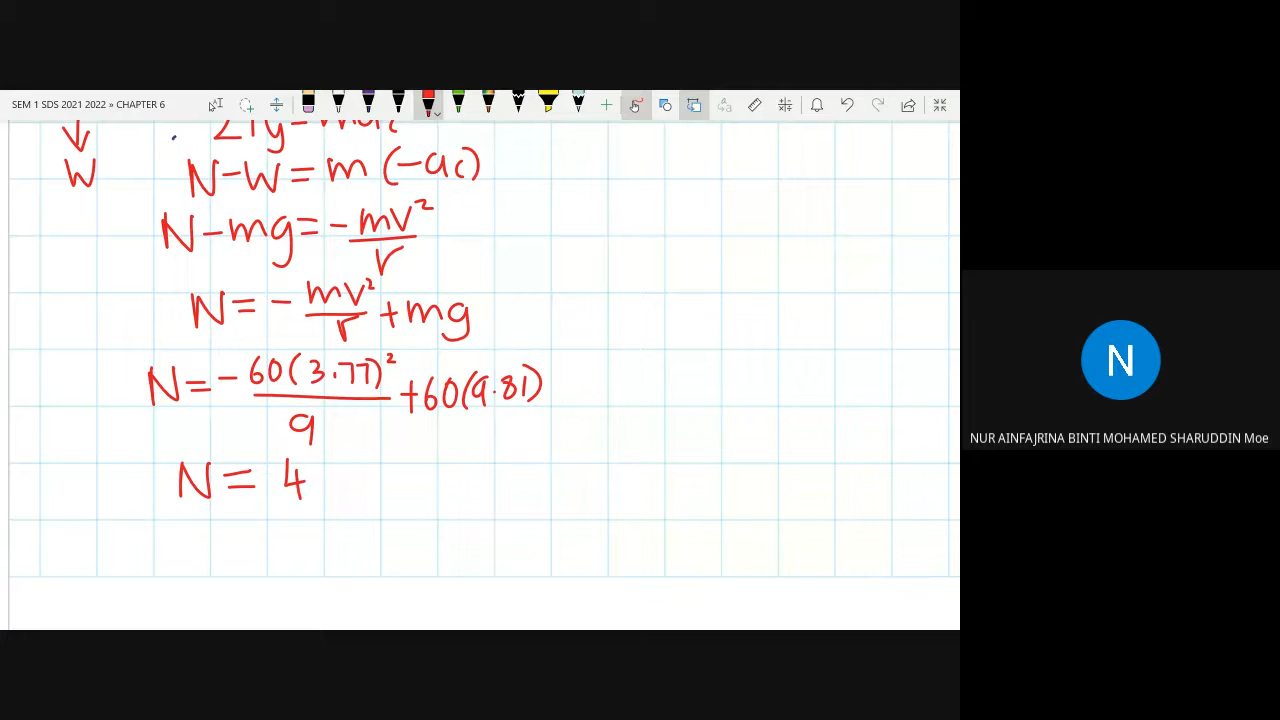 SEM 1 SDS 2021 2022 » CHAPTER 6
W
N-W=m(-ac)
N-mg=-mv²/r
N=-mv²/r+mg
N=-60(3.77)²/9+60(9.81)
N=4
N
NUR AINFAJRINA BINTI MOHAMED SHARUDDIN Moe